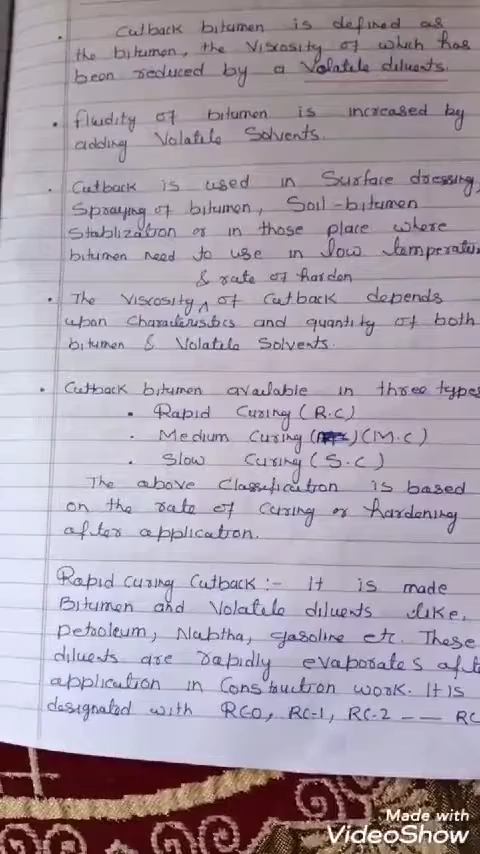 • Cutback bitumen is defined as
the bitumen, the Viscosity of which has
been reduced by a Volatile diluents.
• fluidity of bitumen is increased by
adding Volatile Solvents.
• Cutback is used in Surface dressing,
Spraying of bitumen, Soil-bitumen
Stablization or in those place where
bitumen need to use in low temperatu
& rate of harden
• The Viscosity ^ of Cutback depends
upon characteristics and quantity of both
bitumen & Volatile Solvents.
• Cutback bitumen available in three types
• Rapid Curing (R.C)
• Medium Curing (M.C)
• Slow Curing (S.C)
The above Classification is based
on the rate of Curing or hardening
after application.
Rapid Curing Cutback :- It is made
Bitumen and Volatile diluents like,
petroleum, Naptha, gasoline etc. These
diluents are rapidly evaporates afte
application in Construction work. It is
designated with RC0, RC-1, RC-2 -- RC
Made with
VideoShow